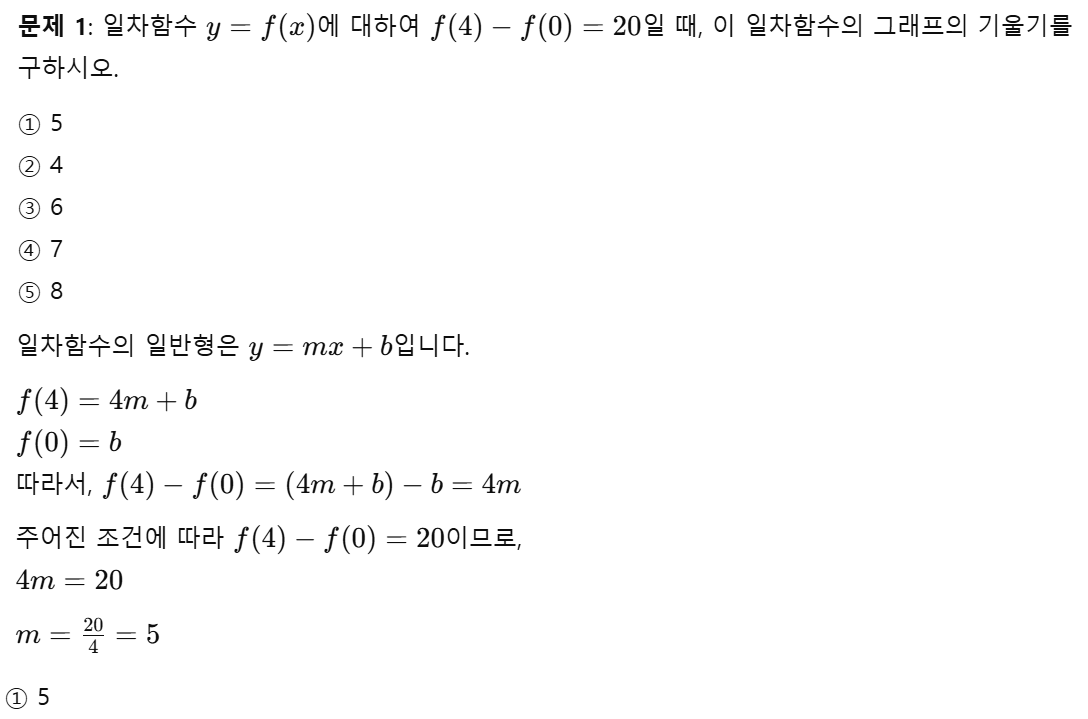 문제 1: 일차함수 y = f(x)에 대하여 f(4) − f(0) = 20일 때, 이 일차함수의 그래프의 기울기를
구하시오.
① 5
② 4
③ 6
④ 7
⑤ 8
일차함수의 일반형은 y = mx + b입니다.
f(4) = 4m + b
f(0) = b
따라서, f(4) − f(0) = (4m + b) − b = 4m
주어진 조건에 따라 f(4) − f(0) = 20이므로,
4m = 20
m = 20/4 = 5
① 5